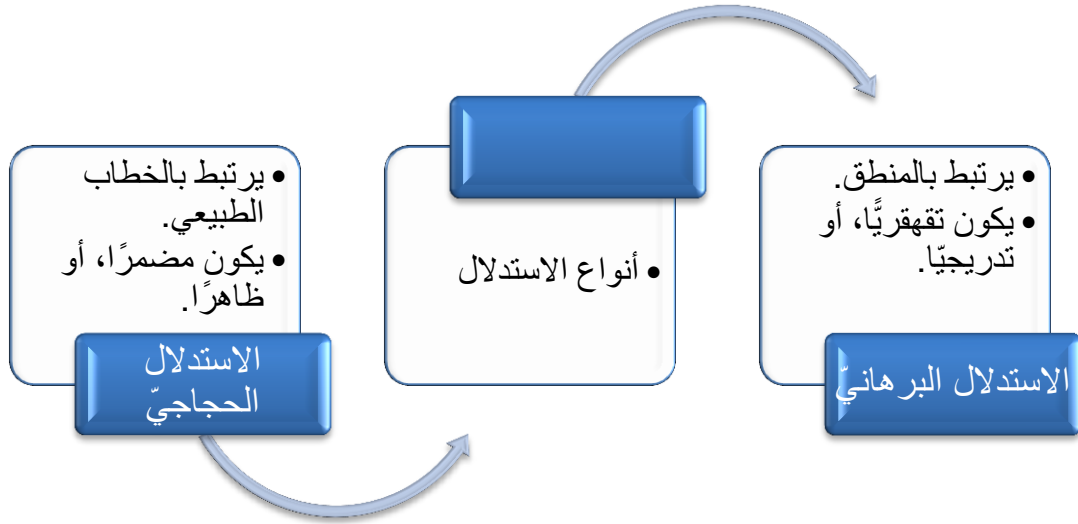 • يرتبط بالمنطق.
• يكون تقهقريًّا، أو
تدريجيّا.
الاستدلال البرهانيّ
• أنواع الاستدلال
• يرتبط بالخطاب
الطبيعي.
• يكون مضمرًا، أو
ظاهرًا.
الاستدلال
الحجاجيّ